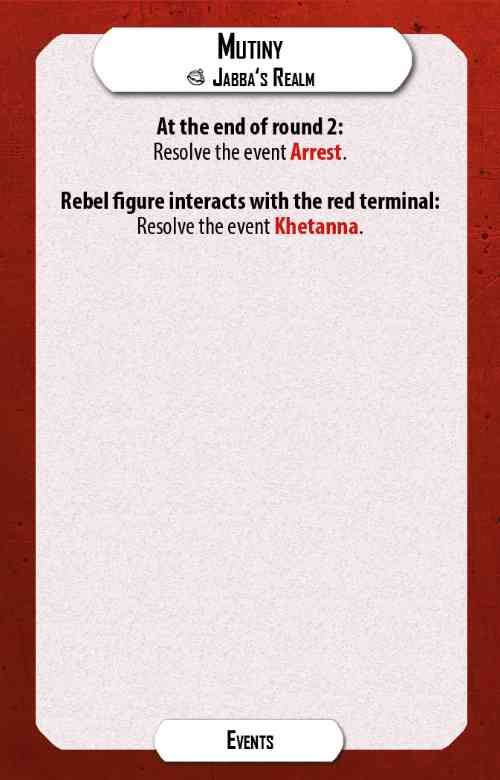 Mutiny
Jabba's Realm
At the end of round 2:
Resolve the event Arrest.
Rebel figure interacts with the red terminal:
Resolve the event Khetanna.
Events